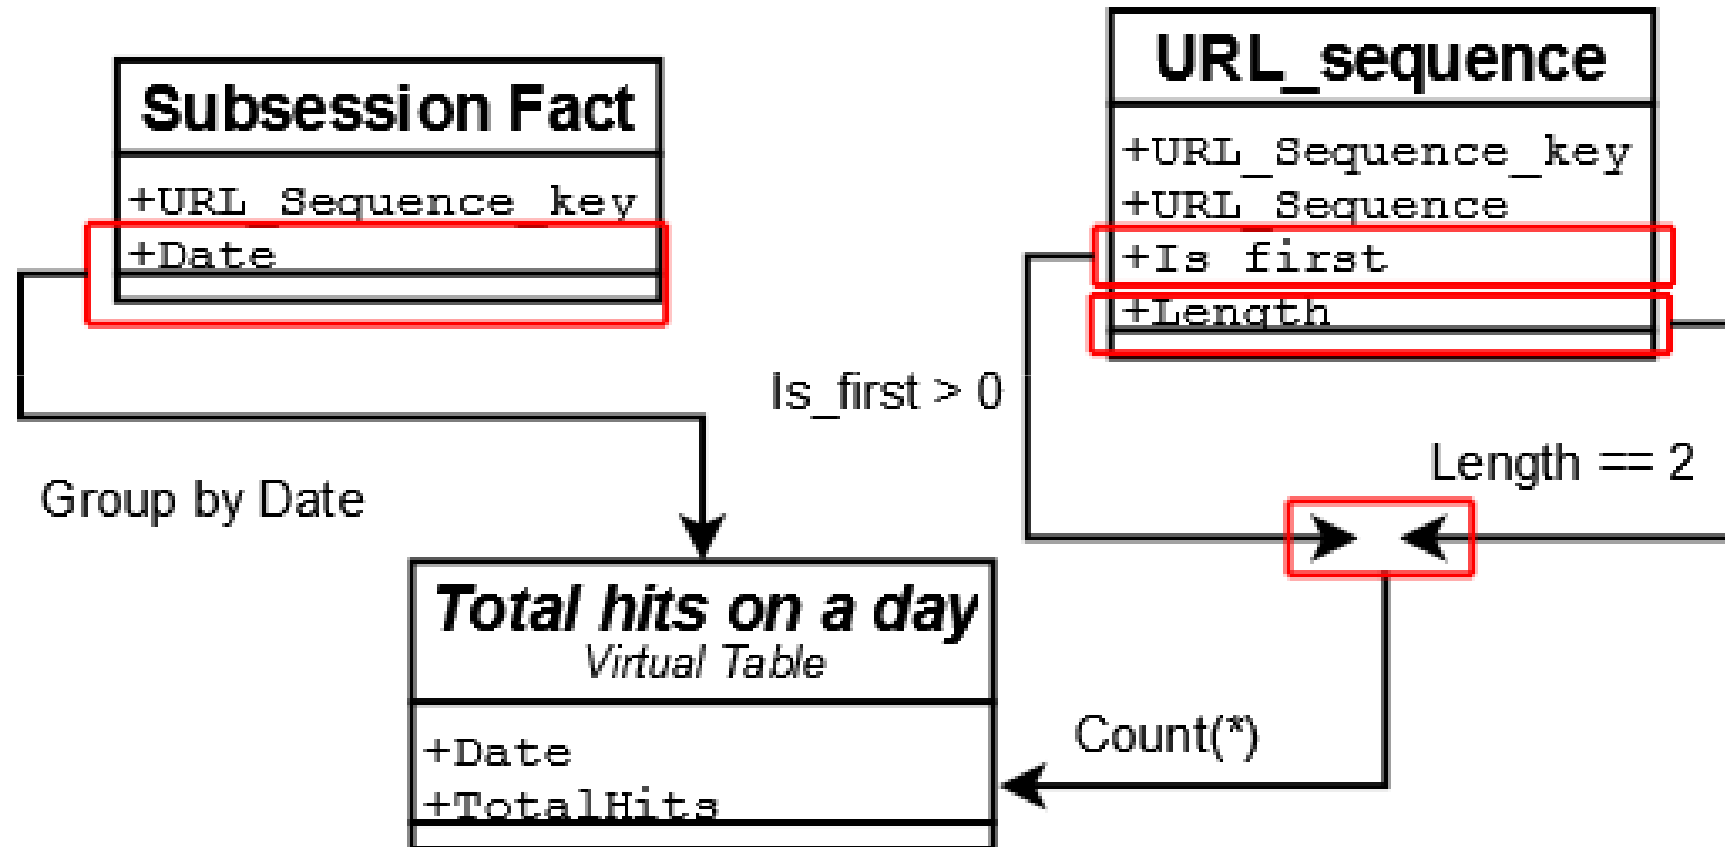 Subsession Fact
+URL_Sequence_key
+Date
URL_sequence
+URL_Sequence_key
+URL_Sequence
+Is_first
+Length
Is_first > 0
Length == 2
Group by Date
Total hits on a day
Virtual Table
+Date
+TotalHits
Count(*)